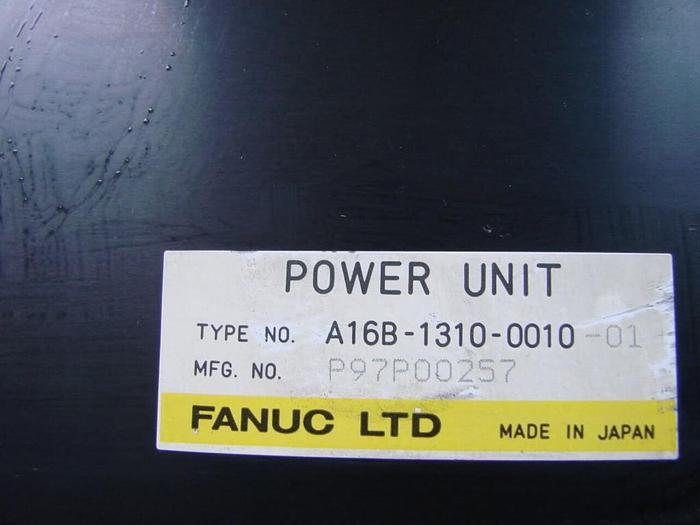 POWER UNIT
TYPE NO. A16B-1310-0010-01
MFG. NO. P97P00257
FANUC LTD MADE IN JAPAN